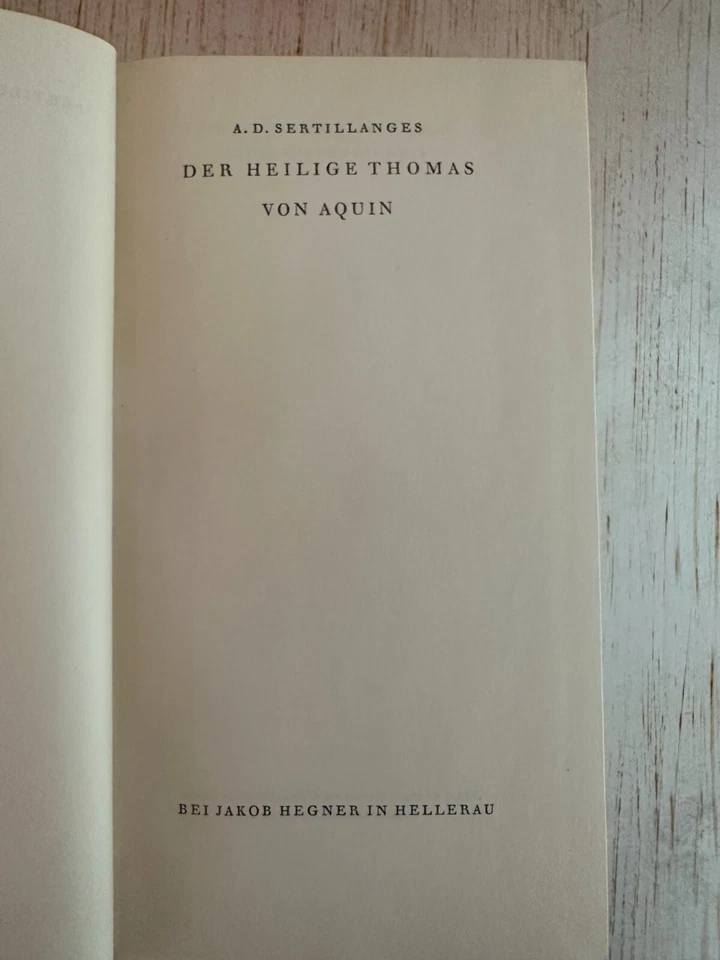 A. D. SERTILLANGES
DER HEILIGE THOMAS
VON AQUIN
BEI JAKOB HEGNER IN HELLERAU